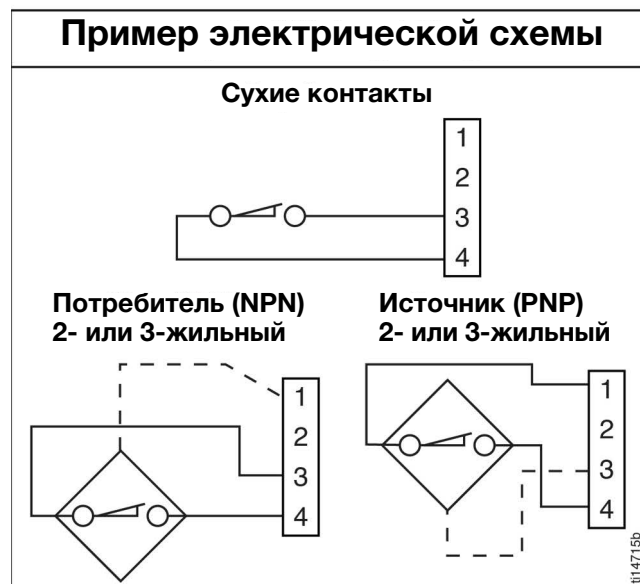 Пример электрической схемы
Сухие контакты
1
2
3
4
Потребитель (NPN)
2- или 3-жильный
1
2
3
4
Источник (PNP)
2- или 3-жильный
1
2
3
4
ti14715b